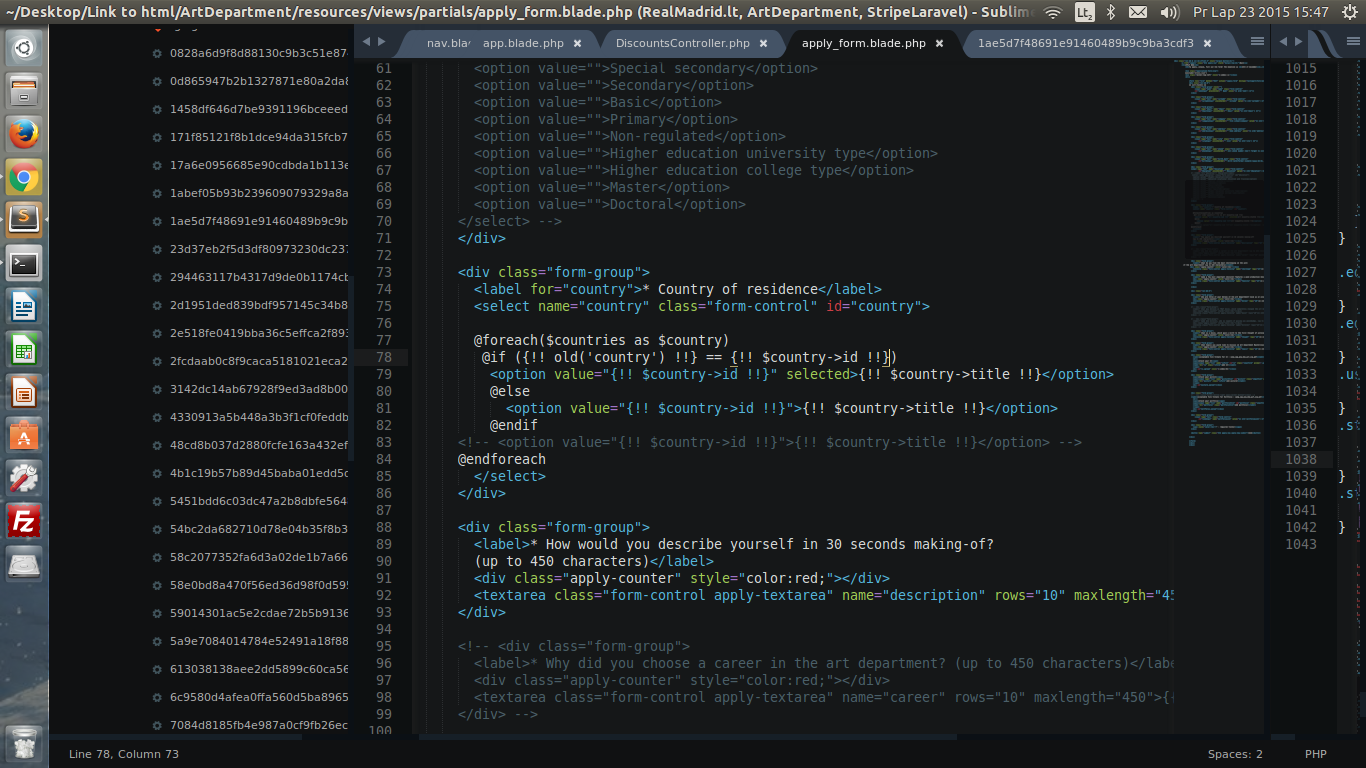 ~/Desktop/Link to html/ArtDepartment/resources/views/partials/apply_form.blade.php (RealMadrid.lt, ArtDepartment, StripeLaravel) - Sublime
Lt2
Pr Lap 23 2015 15:47
nav.bla
app.blade.php ×
DiscountsController.php ×
apply_form.blade.php ×
1ae5d7f48691e91460489b9c9ba3cdf3 ×
0828a6d9f8d88130c9b3c51e87
0d865947b2b1327871e80a2da8
1458df646d7be9391196bceeed
171f85121f8b1dce94da315fcb7
17a6e0956685e90cdbda1b113e
1abef05b93b239609079329a8a
1ae5d7f48691e91460489b9c9b
23d37eb2f5d3df80973230dc237
294463117b4317d9de0b1174cb
2d1951ded839bdf957145c34b8
2e518fe0419bba36c5effca2f893
2fcdaab0c8f9caca5181021eca2
3142dc14ab67928f9ed3ad8b00
4330913a5b448a3b3f1cf0feddb
48cd8b037d2880fcfe163a432ef
4b1c19b57b89d45baba01edd5c
5451bdd6c03dc47a2b8dbfe564
54bc2da682710d78e04b35f8b3
58c2077352fa6d3a02de1b7a66
58e0bd8a470f56ed36d98f0d595
59014301ac5e2cdae72b5b9136
5a9e7084014784e52491a18f88
613038138aee2dd5899c60ca56
6c9580d4afea0ffa560d5ba8965
7084d8185fb4e987a0cf9fb26ec
61 <option value="">Special secondary</option>
62 <option value="">Secondary</option>
63 <option value="">Basic</option>
64 <option value="">Primary</option>
65 <option value="">Non-regulated</option>
66 <option value="">Higher education university type</option>
67 <option value="">Higher education college type</option>
68 <option value="">Master</option>
69 <option value="">Doctoral</option>
70 </select> -->
71 </div>
72
73 <div class="form-group">
74 <label for="country">* Country of residence</label>
75 <select name="country" class="form-control" id="country">
76
77 @foreach($countries as $country)
78 @if ({!! old('country') !!} == {!! $country->id !!})
79 <option value="{!! $country->id !!}" selected>{!! $country->title !!}</option>
80 @else
81 <option value="{!! $country->id !!}">{!! $country->title !!}</option>
82 @endif
83 <!-- <option value="{!! $country->id !!}">{!! $country->title !!}</option> -->
84 @endforeach
85 </select>
86 </div>
87
88 <div class="form-group">
89 <label>* How would you describe yourself in 30 seconds making-of?
90 (up to 450 characters)</label>
91 <div class="apply-counter" style="color:red;"></div>
92 <textarea class="form-control apply-textarea" name="description" rows="10" maxlength="45
93 </div>
94
95 <!-- <div class="form-group">
96 <label>* Why did you choose a career in the art department? (up to 450 characters)</labe
97 <div class="apply-counter" style="color:red;"></div>
98 <textarea class="form-control apply-textarea" name="career" rows="10" maxlength="450">{
99 </div> -->
100
1015
1016
1017
1018
1019
1020
1021
1022
1023
1024
1025 }
1026
1027 .ed
1028
1029 }
1030 .ed
1031
1032 }
1033 .us
1034
1035 }
1036 .st
1037
1038
1039 }
1040 .st
1041
1042 }
1043
Line 78, Column 73
Spaces: 2
PHP